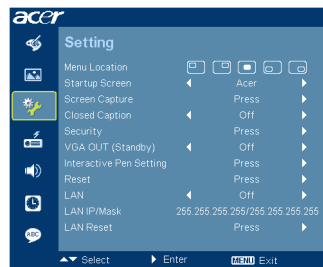 acer
Setting
Menu Location
Startup Screen Acer
Screen Capture Press
Closed Caption Off
Security Press
VGA OUT (Standby) Off
Interactive Pen Setting Press
Reset Press
LAN Off
LAN IP/Mask 255.255.255.255/255.255.255.255
LAN Reset Press
ABC
Select Enter MENU Exit